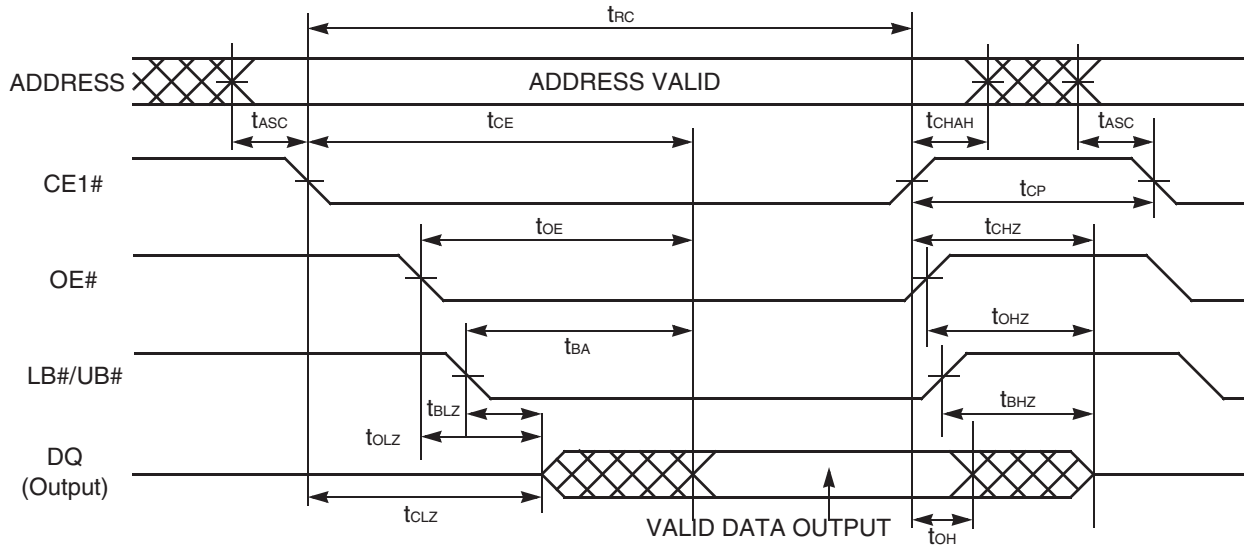 tRC
ADDRESS
ADDRESS VALID
tASC
tCE
tCHAH
tASC
CE1#
tCP
tOE
tCHZ
OE#
tOHZ
tBA
LB#/UB#
tBLZ
tBHZ
tOLZ
DQ
(Output)
tCLZ
VALID DATA OUTPUT
tOH